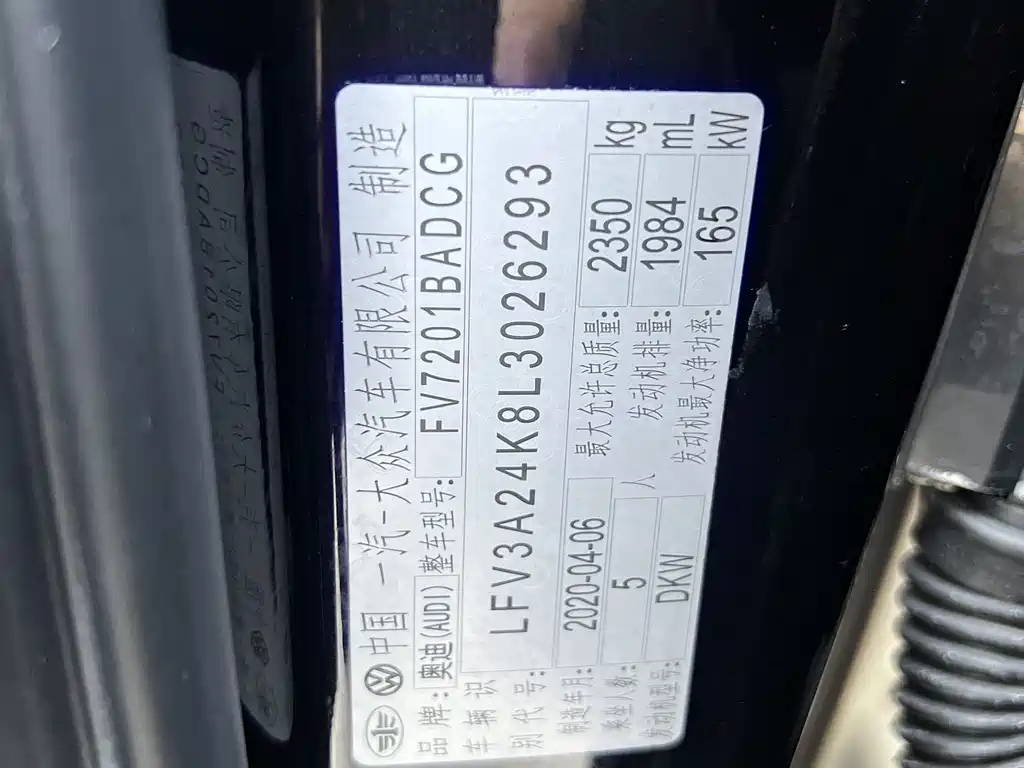 中国 一汽-大众汽车有限公司 制造
品牌: 奥迪(AUDI) 整车型号: FV7201BADCG
车辆识别代号: LFV3A24K8L3026293
制造年月: 2020-04-06 最大允许总质量: 2350 kg
乘坐人数: 5 人 发动机排量: 1984 mL
发动机型号: DKW 发动机最大净功率: 165 kW